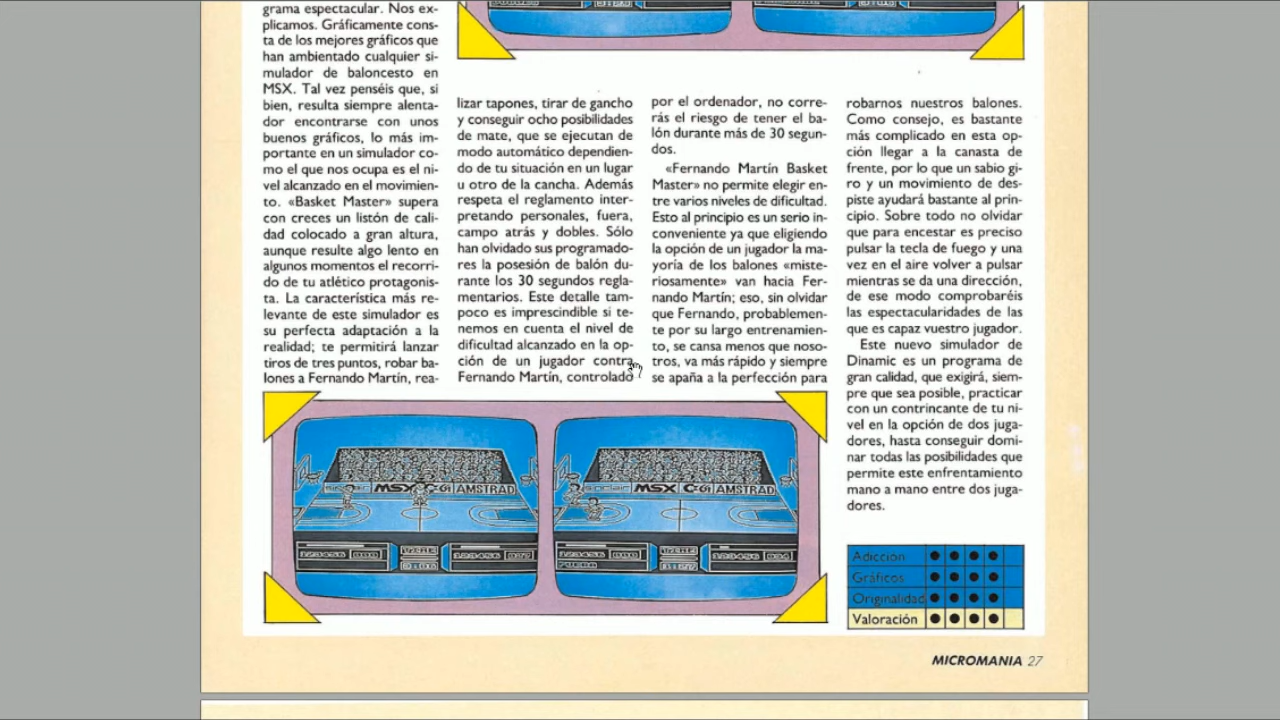 grama espectacular. Nos ex-
plicamos. Gráficamente cons-
ta de los mejores gráficos que
han ambientado cualquier si-
mulador de baloncesto en
MSX. Tal vez penséis que, si
bien, resulta siempre alenta-
dor encontrarse con unos
buenos gráficos, lo más im-
portante en un simulador co-
mo el que nos ocupa es el ni-
vel alcanzado en el movimien-
to. «Basket Master» supera
con creces un listón de cali-
dad colocado a gran altura,
aunque resulte algo lento en
algunos momentos el recorri-
do de tu atlético protagonis-
ta. La característica más re-
levante de este simulador es
su perfecta adaptación a la
realidad; te permitirá lanzar
tiros de tres puntos, robar ba-
lones a Fernando Martín, rea-
lizar tapones, tirar de gancho
y conseguir ocho posibilidades
de mate, que se ejecutan de
modo automático dependien-
do de tu situación en un lugar
u otro de la cancha. Además
respeta el reglamento inter-
pretando personales, fuera,
campo atrás y dobles. Sólo
han olvidado sus programado-
res la posesión de balón du-
rante los 30 segundos regla-
mentarios. Este detalle tam-
poco es imprescindible si te-
nemos en cuenta el nivel de
dificultad alcanzado en la op-
ción de un jugador contra
Fernando Martín, controlado
por el ordenador, no corre-
rás el riesgo de tener el ba-
lón durante más de 30 segun-
dos.
«Fernando Martín Basket
Master» no permite elegir en-
tre varios niveles de dificultad.
Esto al principio es un serio in-
conveniente ya que eligiendo
la opción de un jugador la ma-
yoría de los balones «miste-
riosamente» van hacia Fer-
nando Martín; eso, sin olvidar
que Fernando, probablemen-
te por su largo entrenamien-
to, se cansa menos que noso-
tros, va más rápido y siempre
se apaña a la perfección para
robarnos nuestros balones.
Como consejo, es bastante
más complicado en esta op-
ción llegar a la canasta de
frente, por lo que un sabio gi-
ro y un movimiento de des-
piste ayudará bastante al prin-
cipio. Sobre todo no olvidar
que para encestar es preciso
pulsar la tecla de fuego y una
vez en el aire volver a pulsar
mientras se da una dirección,
de ese modo comprobaréis
las espectacularidades de las
que es capaz vuestro jugador.
Este nuevo simulador de
Dinamic es un programa de
gran calidad, que exigirá, siem-
pre que sea posible, practicar
con un contrincante de tu ni-
vel en la opción de dos juga-
dores, hasta conseguir domi-
nar todas las posibilidades que
permite este enfrentamiento
mano a mano entre dos juga-
dores.
sinclair MSX AMSTRAD
sinclair MSX AMSTRAD
Adicción
Gráficos
Originalidad
Valoración
MICROMANIA 27